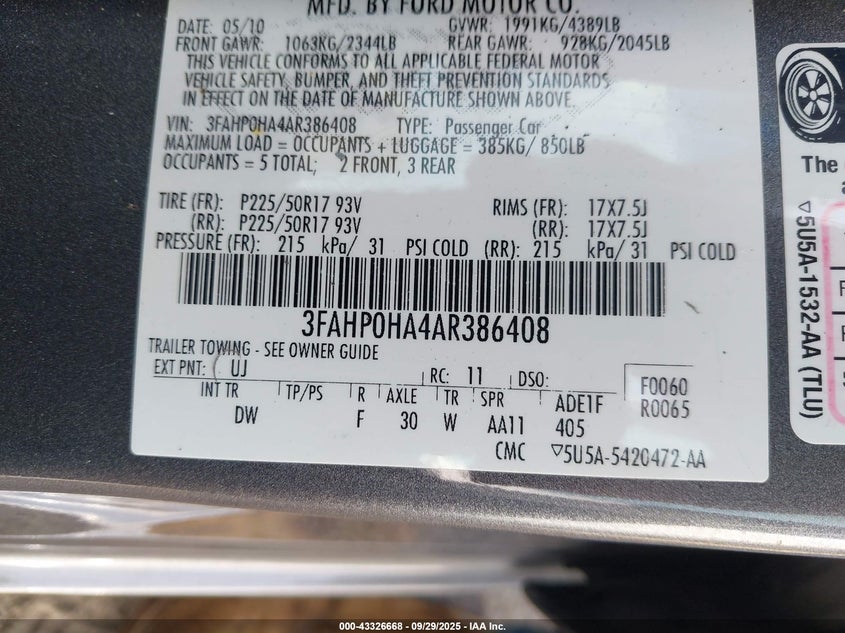 MFD. BY FORD MOTOR CO.
DATE: 05/10 GVWR: 1991KG/4389LB
FRONT GAWR: 1063KG/2344LB REAR GAWR: 928KG/2045LB
THIS VEHICLE CONFORMS TO ALL APPLICABLE FEDERAL MOTOR
VEHICLE SAFETY, BUMPER, AND THEFT PREVENTION STANDARDS
IN EFFECT ON THE DATE OF MANUFACTURE SHOWN ABOVE.
VIN: 3FAHP0HA4AR386408 TYPE: Passenger Car
MAXIMUM LOAD = OCCUPANTS + LUGGAGE = 385KG/ 850LB
OCCUPANTS = 5 TOTAL; 2 FRONT, 3 REAR
TIRE (FR): P225/50R17 93V RIMS (FR): 17X7.5J
(RR): P225/50R17 93V (RR): 17X7.5J
PRESSURE (FR): 215 kPa/ 31 PSI COLD (RR): 215 kPa/ 31 PSI COLD
3FAHP0HA4AR386408
TRAILER TOWING - SEE OWNER GUIDE
EXT PNT: UJ RC: 11 DSO: F0060
R0065
INT TR TP/PS R AXLE TR SPR ADE1F
DW F 30 W AA11 405
CMC ▽5U5A-5420472-AA
The
▽5U5A-1532-AA (TLU)
000-43326668 - 09/29/2025 - IAA Inc.